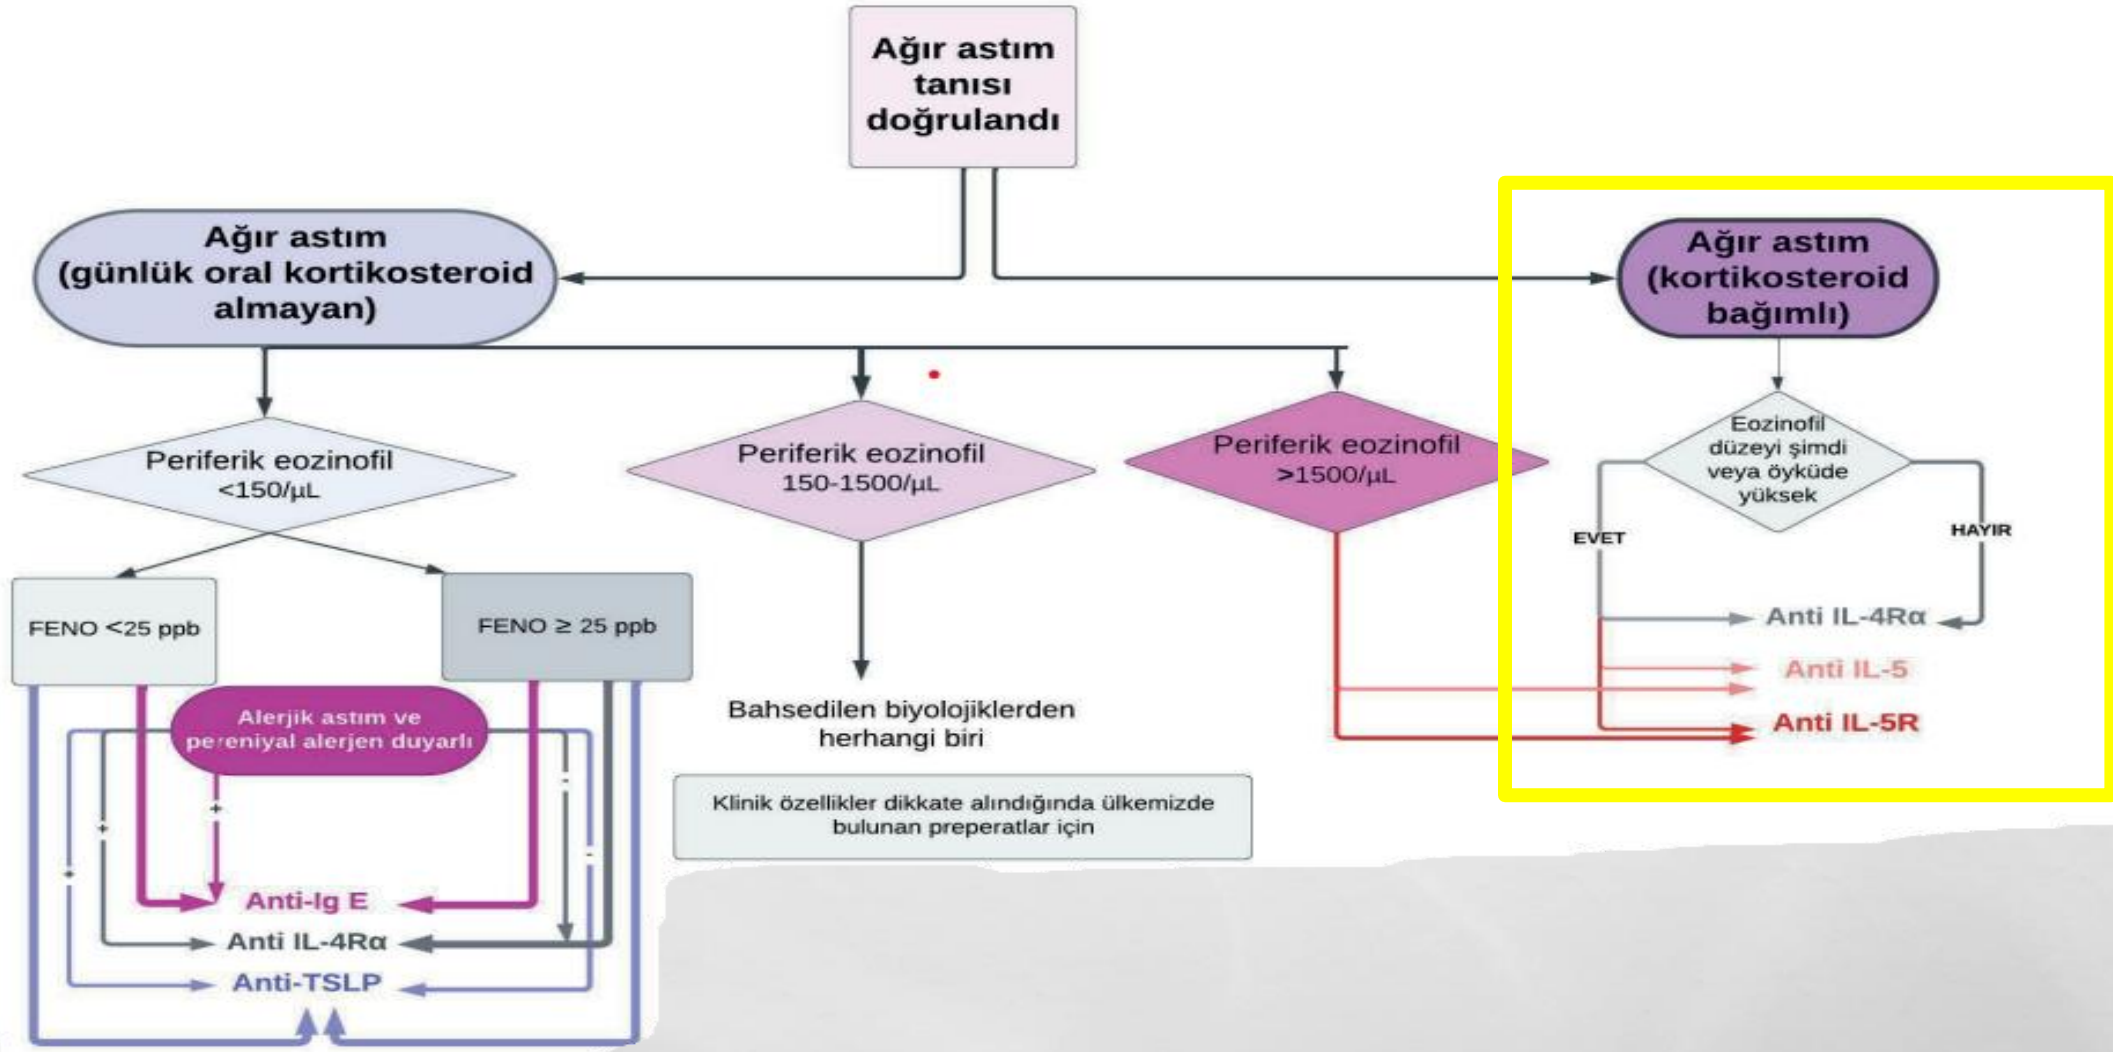 Ağır astım
tanısı
doğrulandı
Ağır astım
(günlük oral kortikosteroid
almayan)
Ağır astım
(kortikosteroid
bağımlı)
Periferik eozinofil
<150/µL
Periferik eozinofil
150-1500/µL
Periferik eozinofil
>1500/µL
Eozinofil
düzeyi şimdi
veya öyküde
yüksek
EVET
HAYIR
FENO <25 ppb
FENO ≥ 25 ppb
Anti IL-4Rα
Anti IL-5
Anti IL-5R
Alerjik astım ve
pereniyal alerjen duyarlı
Bahsedilen biyolojiklerden
herhangi biri
Klinik özellikler dikkate alındığında ülkemizde
bulunan preperatlar için
+
+
+
-
-
Anti-Ig E
Anti IL-4Rα
Anti-TSLP